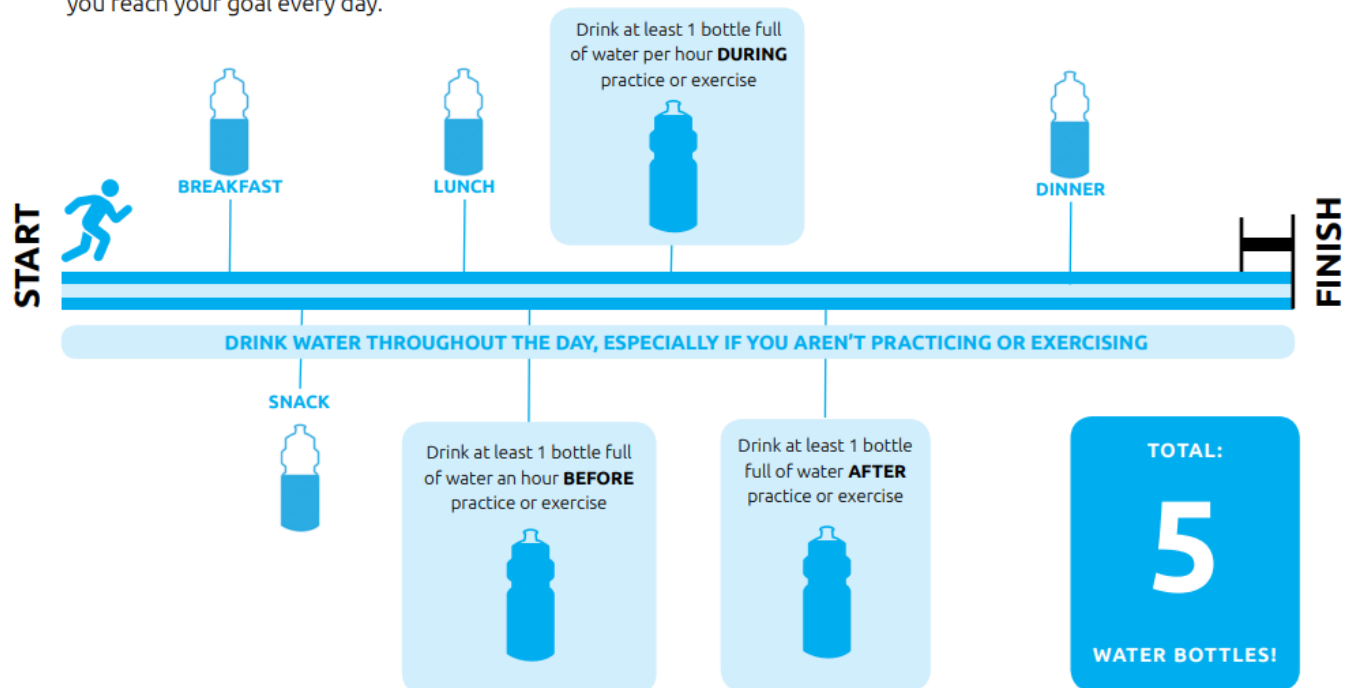 you reach your goal every day.
Drink at least 1 bottle full
of water per hour DURING
practice or exercise
BREAKFAST
LUNCH
DINNER
START
FINISH
DRINK WATER THROUGHOUT THE DAY, ESPECIALLY IF YOU AREN'T PRACTICING OR EXERCISING
SNACK
Drink at least 1 bottle full
of water an hour BEFORE
practice or exercise
Drink at least 1 bottle
full of water AFTER
practice or exercise
TOTAL:
5
WATER BOTTLES!